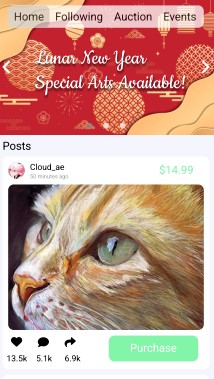 Home Following Auction Events
Lunar New Year
Special Arts Available!
Posts
Cloud_ae
50 minutes ago
$14.99
13.5k 5.1k 6.9k
Purchase